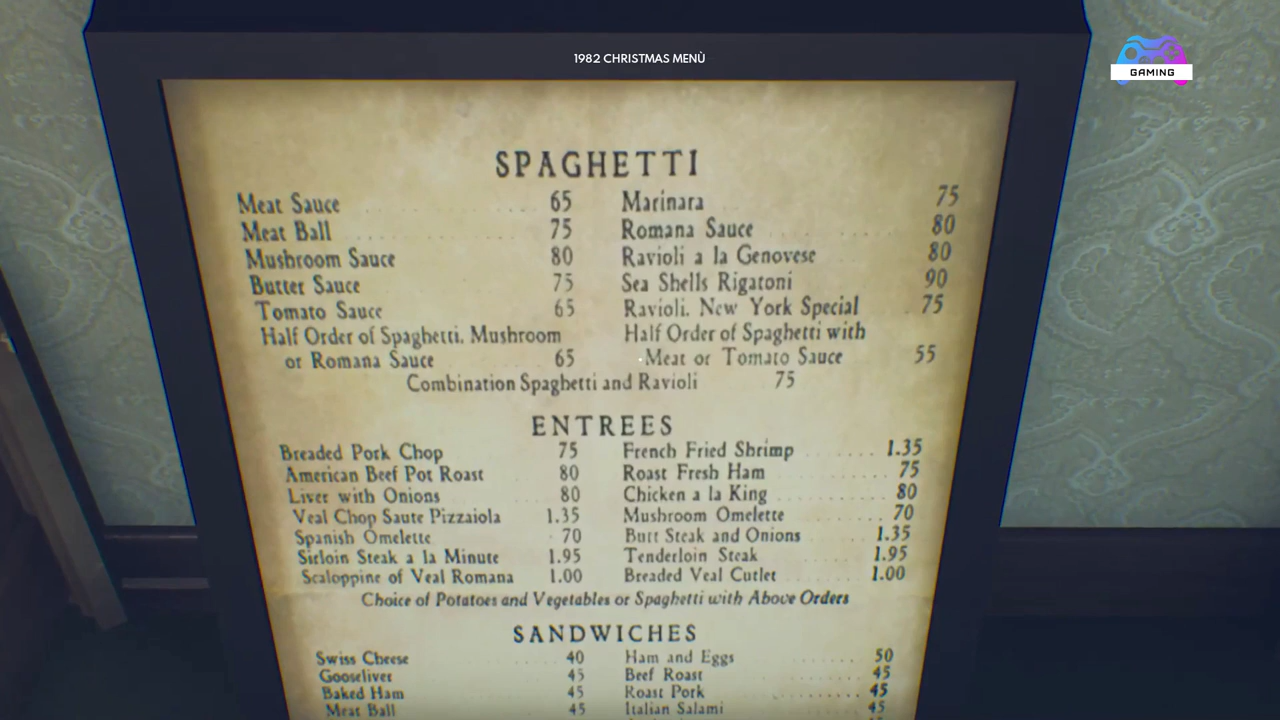 1982 CHRISTMAS MENÙ
GAMING
SPAGHETTI
Meat Sauce 65 Marinara 75
Meat Ball 75 Romana Sauce 80
Mushroom Sauce 80 Ravioli a la Genovese 80
Butter Sauce 75 Sea Shells Rigatoni 90
Tomato Sauce 65 Ravioli. New York Special 75
Half Order of Spaghetti. Mushroom Half Order of Spaghetti with
or Romana Sauce 65 Meat or Tomato Sauce 55
Combination Spaghetti and Ravioli 75
ENTREES
Breaded Pork Chop 75 French Fried Shrimp 1.35
American Beef Pot Roast 80 Roast Fresh Ham 75
Liver with Onions 80 Chicken a la King 80
Veal Chop Saute Pizzaiola 1.35 Mushroom Omelette 70
Spanish Omelette 70 Butt Steak and Onions 1.35
Sirloin Steak a la Minute 1.95 Tenderloin Steak 1.95
Scaloppine of Veal Romana 1.00 Breaded Veal Cutlet 1.00
Choice of Potatoes and Vegetables or Spaghetti with Above Orders
SANDWICHES
Swiss Cheese 40 Ham and Eggs 50
Gooseliver 45 Beef Roast 45
Baked Ham 45 Roast Pork 45
Meat Ball 45 Italian Salami 45